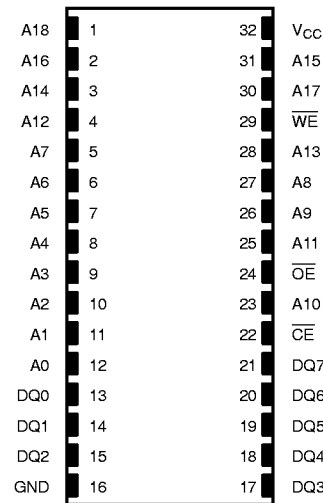 A18 1 32 VCC
A16 2 31 A15
A14 3 30 A17
A12 4 29 W̅E̅
A7 5 28 A13
A6 6 27 A8
A5 7 26 A9
A4 8 25 A11
A3 9 24 O̅E̅
A2 10 23 A10
A1 11 22 C̅E̅
A0 12 21 DQ7
DQ0 13 20 DQ6
DQ1 14 19 DQ5
DQ2 15 18 DQ4
GND 16 17 DQ3